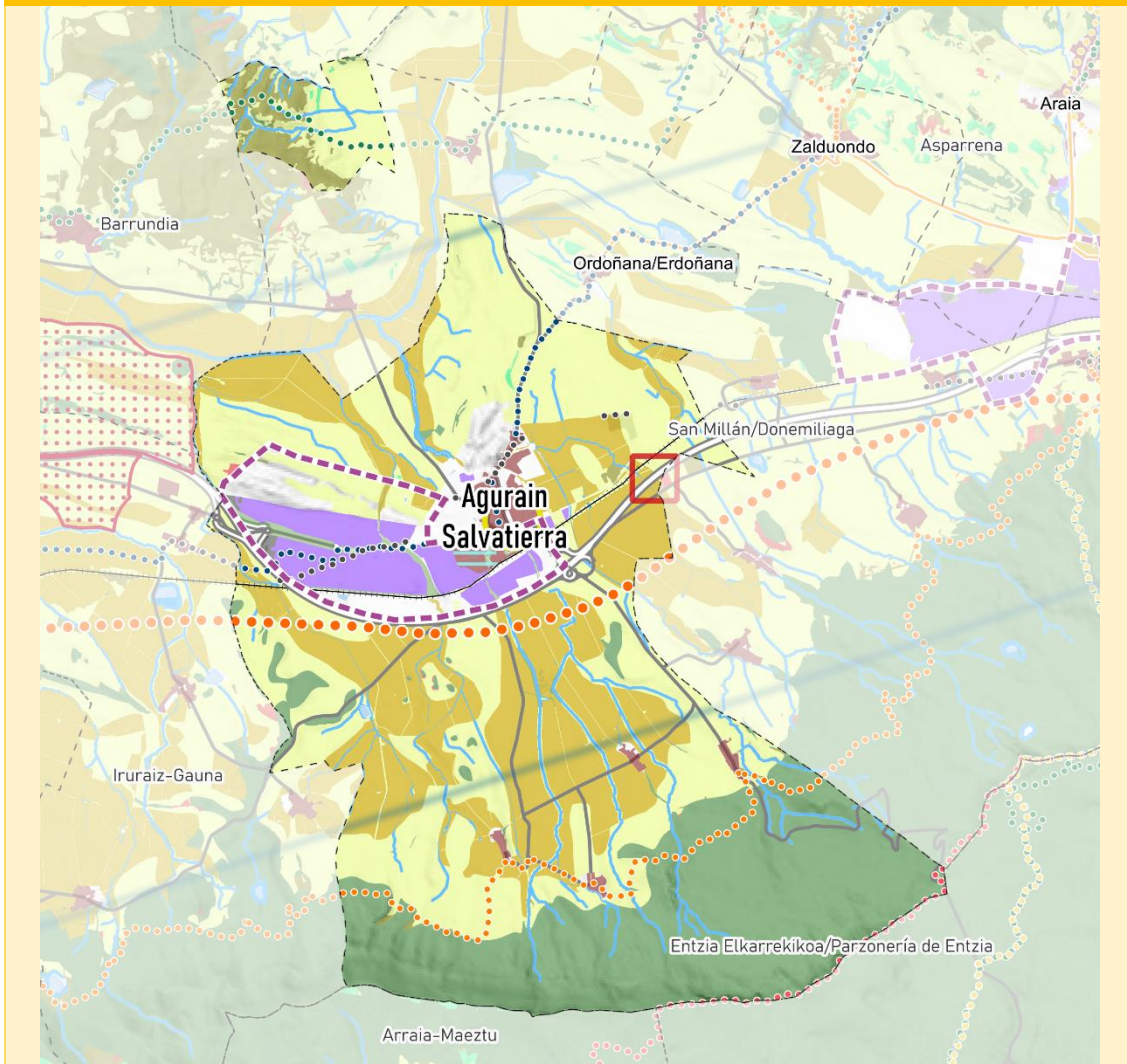 Araia
Zalduondo
Asparrena
Barrundia
Ordoñana/Erdoñana
San Millán/Donemiliaga
Agurain
Salvatierra
Iruraiz-Gauna
Entzia Elkarrekikoa/Parzonería de Entzia
Arraia-Maeztu